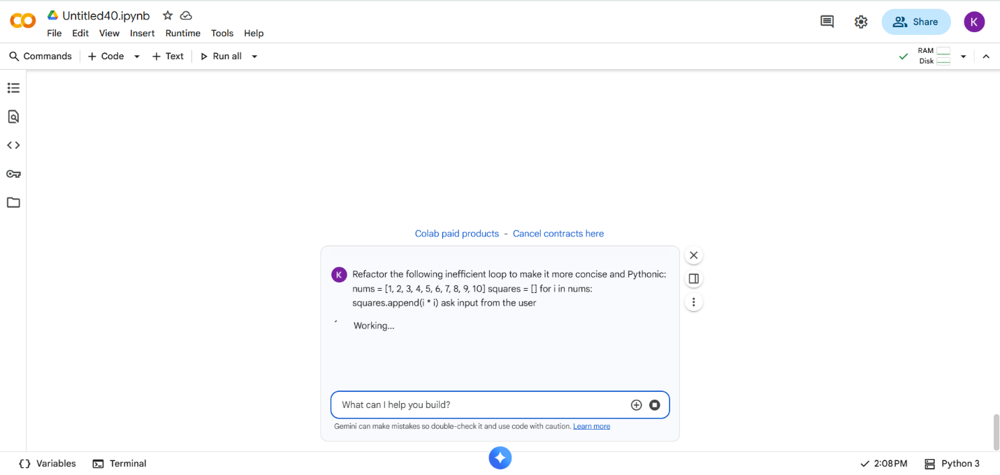 CO Untitled40.ipynb
File Edit View Insert Runtime Tools Help
Share
K
Commands + Code + Text Run all
RAM
Disk
Colab paid products - Cancel contracts here
K Refactor the following inefficient loop to make it more concise and Pythonic:
nums = [1, 2, 3, 4, 5, 6, 7, 8, 9, 10] squares = [] for i in nums:
squares.append(i * i) ask input from the user
Working...
What can I help you build?
Gemini can make mistakes so double-check it and use code with caution. Learn more
{} Variables Terminal
2:08 PM Python 3